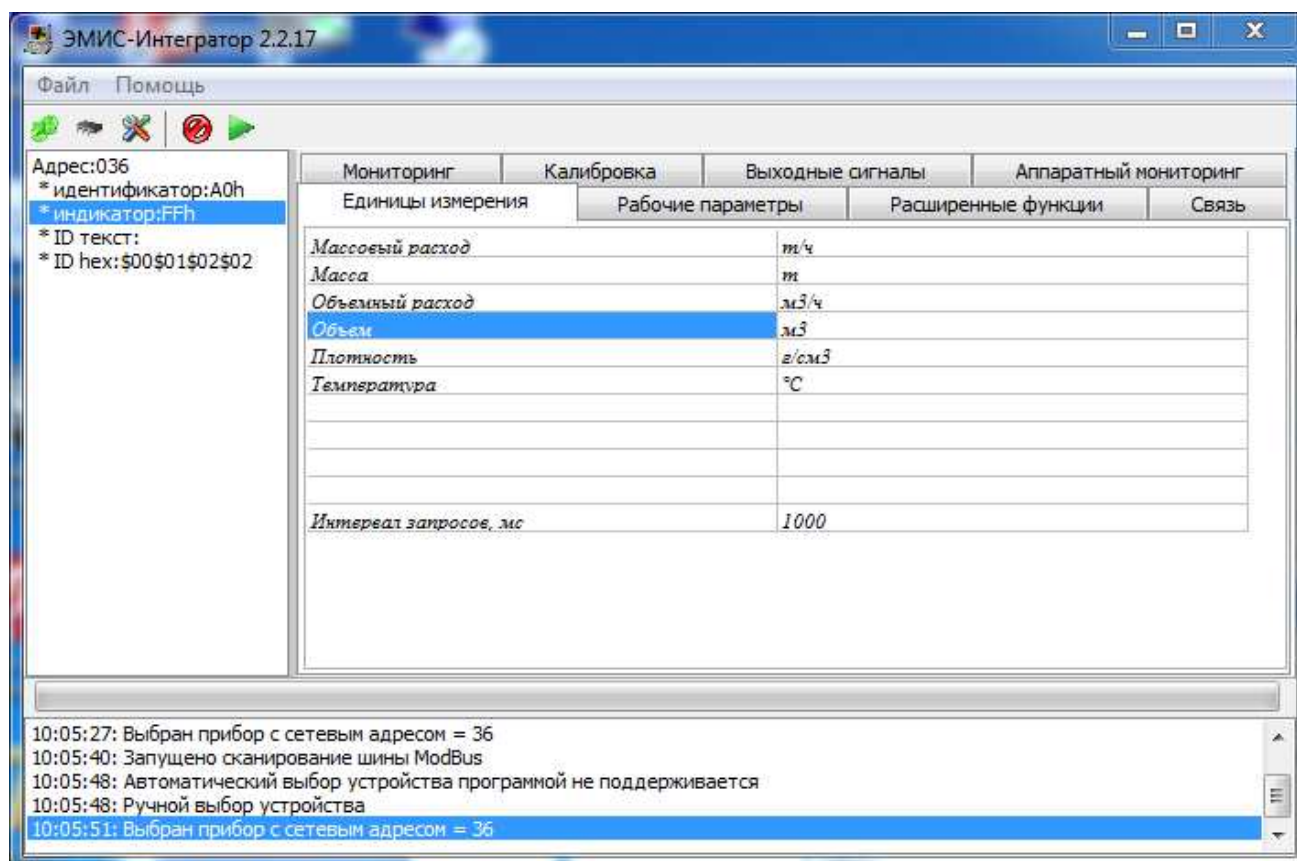 ЭМИС-Интегратор 2.2.17
Файл Помощь
Адрес:036
* идентификатор:A0h
* индикатор:FFh
* ID текст:
* ID hex:$00$01$02$02
Мониторинг Калибровка Выходные сигналы Аппаратный мониторинг
Единицы измерения Рабочие параметры Расширенные функции Связь
Массовый расход т/ч
Масса т
Объемный расход м3/ч
Объем м3
Плотность г/см3
Температура °C
Интервал запросов, мс 1000
10:05:27: Выбран прибор с сетевым адресом = 36
10:05:40: Запущено сканирование шины ModBus
10:05:48: Автоматический выбор устройства программой не поддерживается
10:05:48: Ручной выбор устройства
10:05:51: Выбран прибор с сетевым адресом = 36